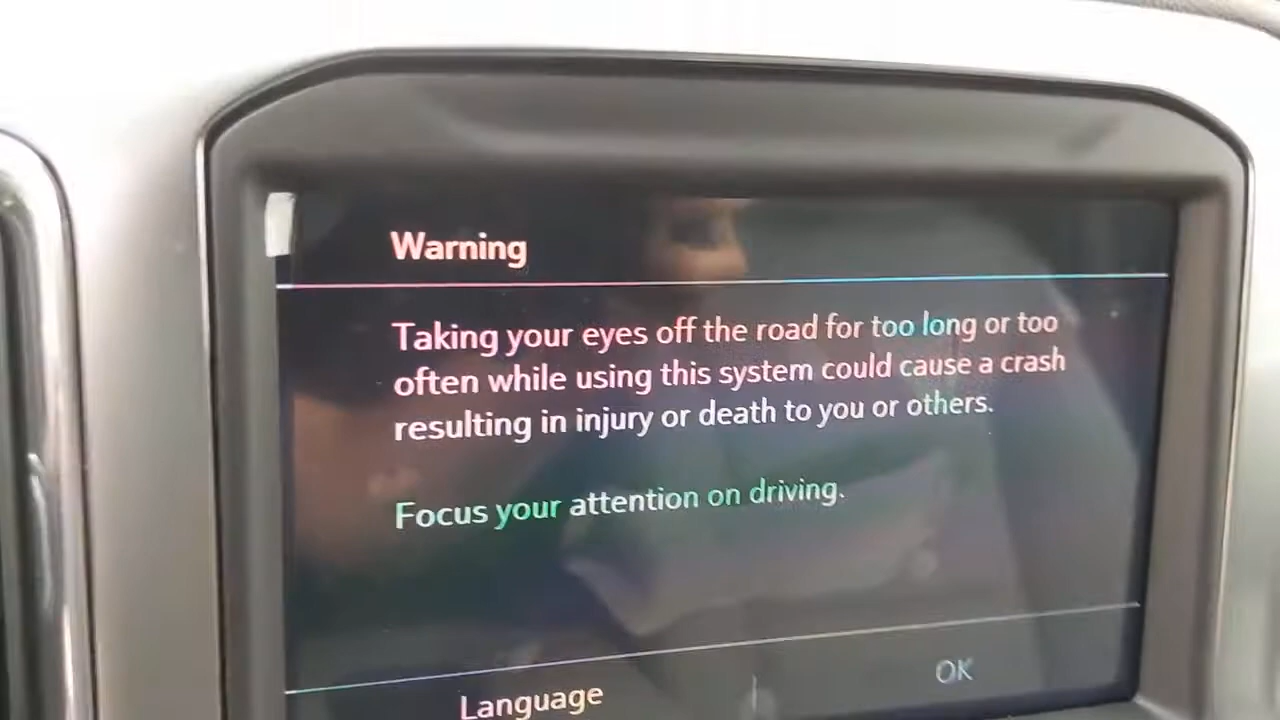 Warning
Taking your eyes off the road for too long or too
often while using this system could cause a crash
resulting in injury or death to you or others.
Focus your attention on driving.
Language
OK